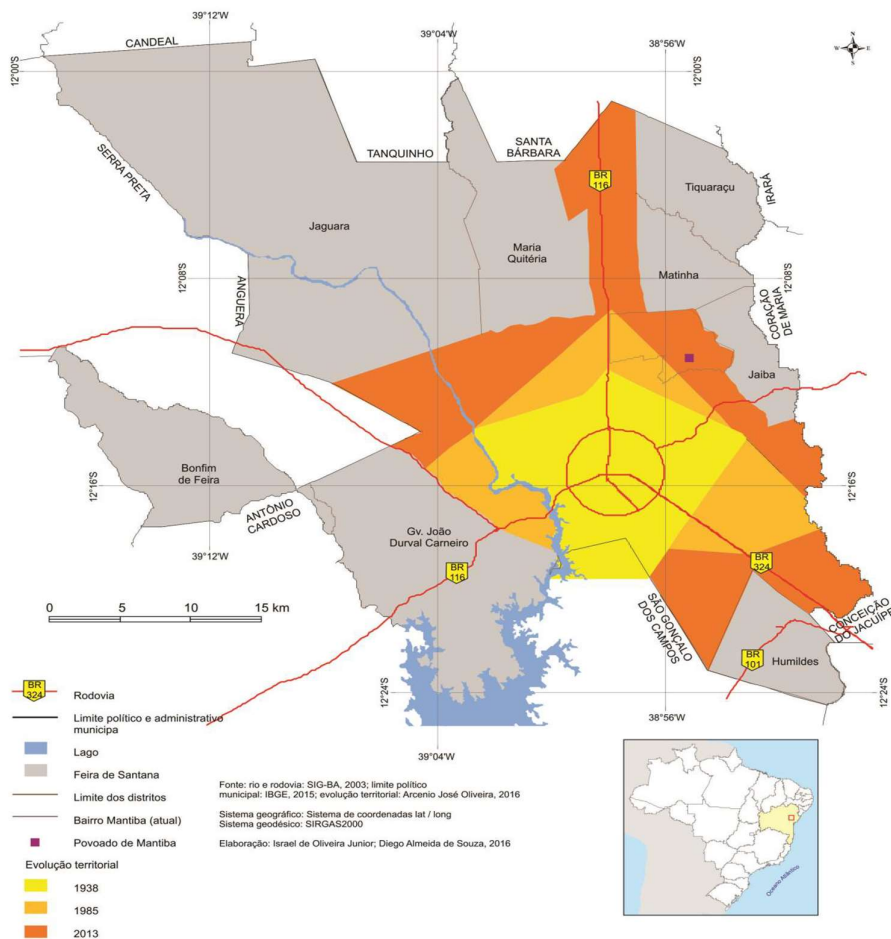 39°12'W
39°04'W
38°56'W
CANDEAL
N
W E
S
12°00'S
12°00'S
SERRA PRETA
TANQUINHO
SANTA
BÁRBARA
BR
116
Tiquaraçu
IRARA
Jaguara
Maria
Quitéria
Matinha
12°08'S
12°08'S
ANGUERA
CORAÇÃO
DE MARIA
Jaiba
Bonfim
de Feira
12°16'S
12°16'S
ANTÔNIO
CARDOSO
39°12'W
Gv. João
Durval Carneiro
BR
116
BR
324
0 5 10 15 km
SÃO GONÇALO
DOS CAMPOS
CONCEIÇÃO
DO JACUÍPE
BR
101
Humildes
12°24'S
12°24'S
38°56'W
39°04'W
BR
324
Rodovia
Limite político e administrativo
municipa
Lago
Feira de Santana
Limite dos distritos
Bairro Mantiba (atual)
Povoado de Mantiba
Evolução territorial
1938
1985
2013
Fonte: rio e rodovia: SIG-BA, 2003; limite político
municipal: IBGE, 2015; evolução territorial: Arcenio José Oliveira, 2016
Sistema geográfico: Sistema de coordenadas lat / long
Sistema geodésico: SIRGAS2000
Elaboração: Israel de Oliveira Junior; Diego Almeida de Souza, 2016
Oceano Atlântico